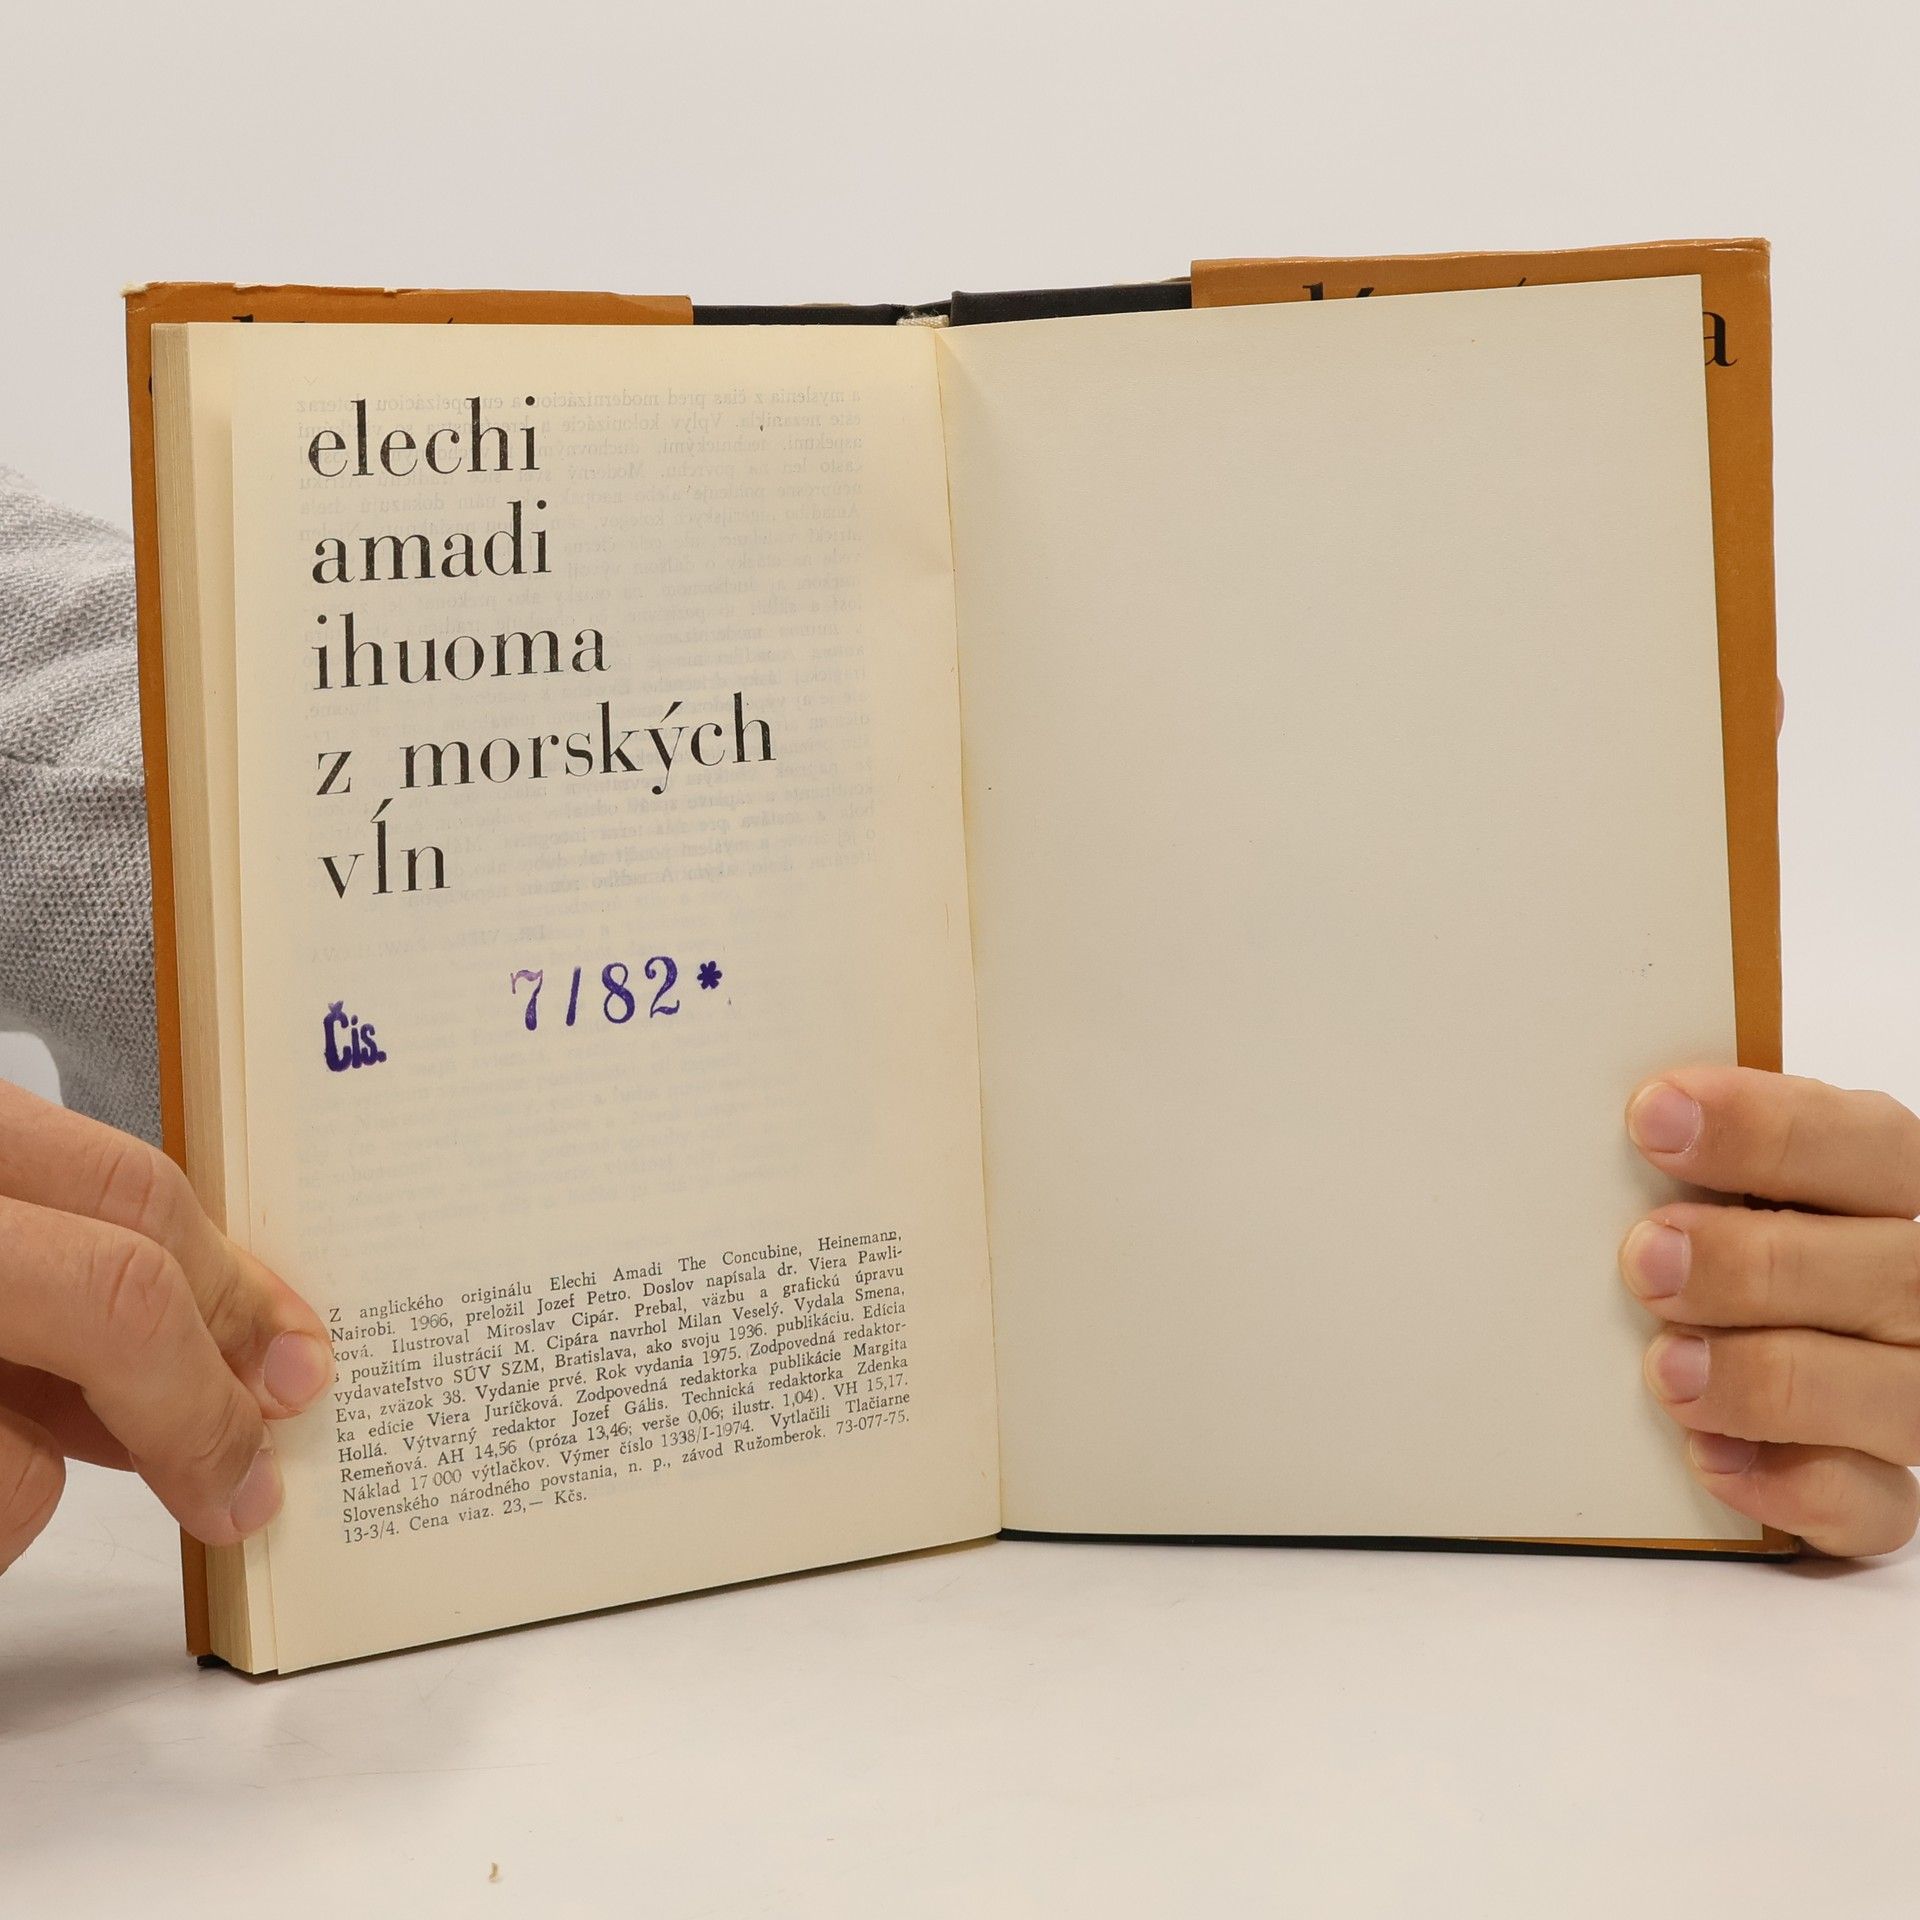 elechi
amadi
ihuoma
z morských
vĺn
Čis. 7/82*
Z anglického originálu Elechi Amadi The Concubine, Heinemann,
Nairobi. 1966, preložil Jozef Petro. Doslov napísala dr. Viera Pawli-
ková. Ilustroval Miroslav Cipár. Prebal, väzbu a grafickú úpravu
s použitím ilustrácií M. Cipára navrhol Milan Veselý. Vydala Smena,
vydavateľstvo SÚV SZM, Bratislava, ako svoju 1936. publikáciu. Edícia
Eva, zväzok 38. Vydanie prvé. Rok vydania 1975. Zodpovedná redaktor-
ka edície Viera Juríčková. Zodpovedná redaktorka publikácie Margita
Hollá. Výtvarný redaktor Jozef Gális. Technická redaktorka Zdenka
Remeňová. AH 14,56 (próza 13,46; verše 0,06; ilustr. 1,04). VH 15,17.
Náklad 17 000 výtlačkov. Výmer číslo 1338/I-1974. Vytlačili Tlačiarne
Slovenského národného povstania, n. p., závod Ružomberok. 73-077-75.
13-3/4. Cena viaz. 23,— Kčs.